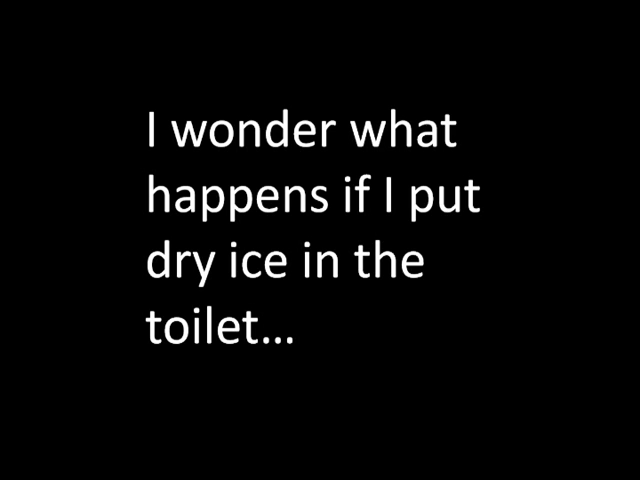 I wonder what
happens if I put
dry ice in the
toilet...